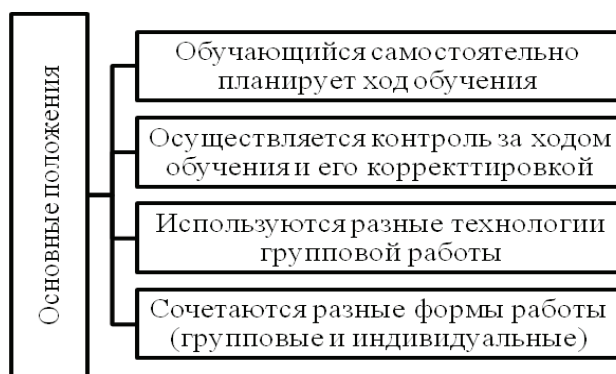 Основные положения
Обучающийся самостоятельно
планирует ход обучения
Осуществляется контроль за ходом
обучения и его корректтировкой
Используются разные технологии
групповой работы
Сочетаются разные формы работы
(групповые и индивидуальные)